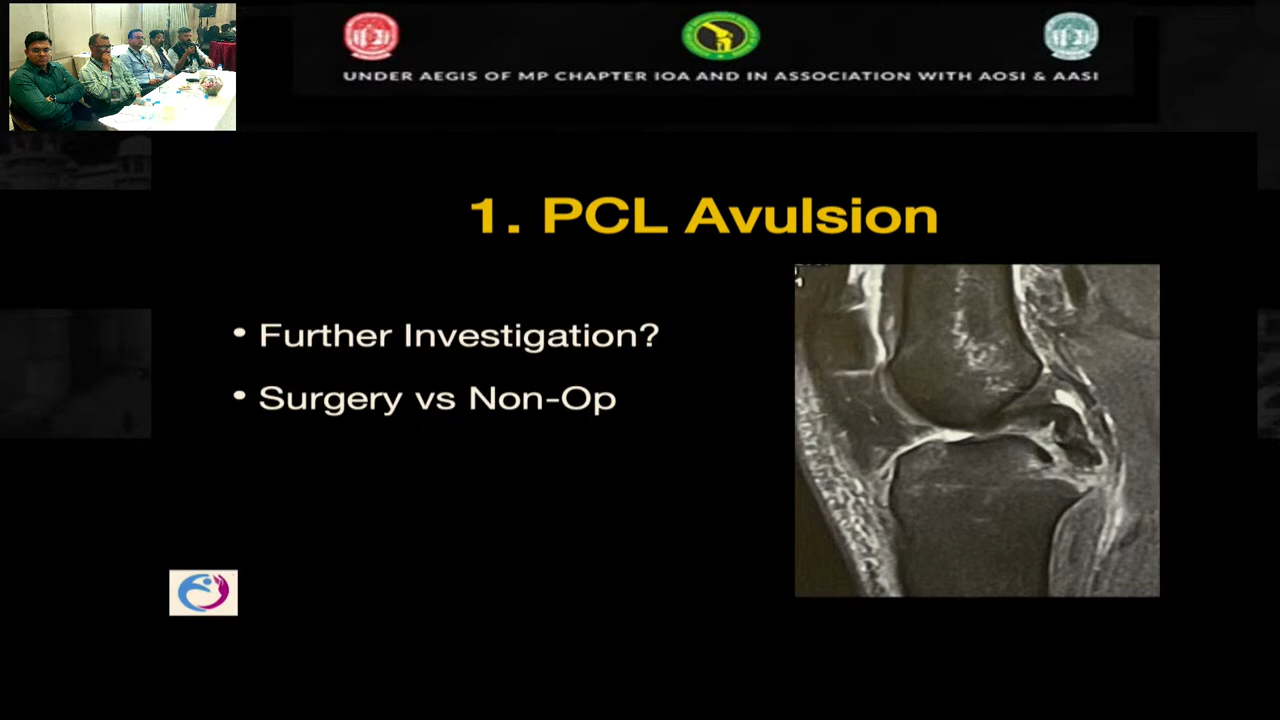 UNDER AEGIS OF MP CHAPTER IOA AND IN ASSOCIATION WITH AOSI & AASI
1. PCL Avulsion
• Further Investigation?
• Surgery vs Non-Op